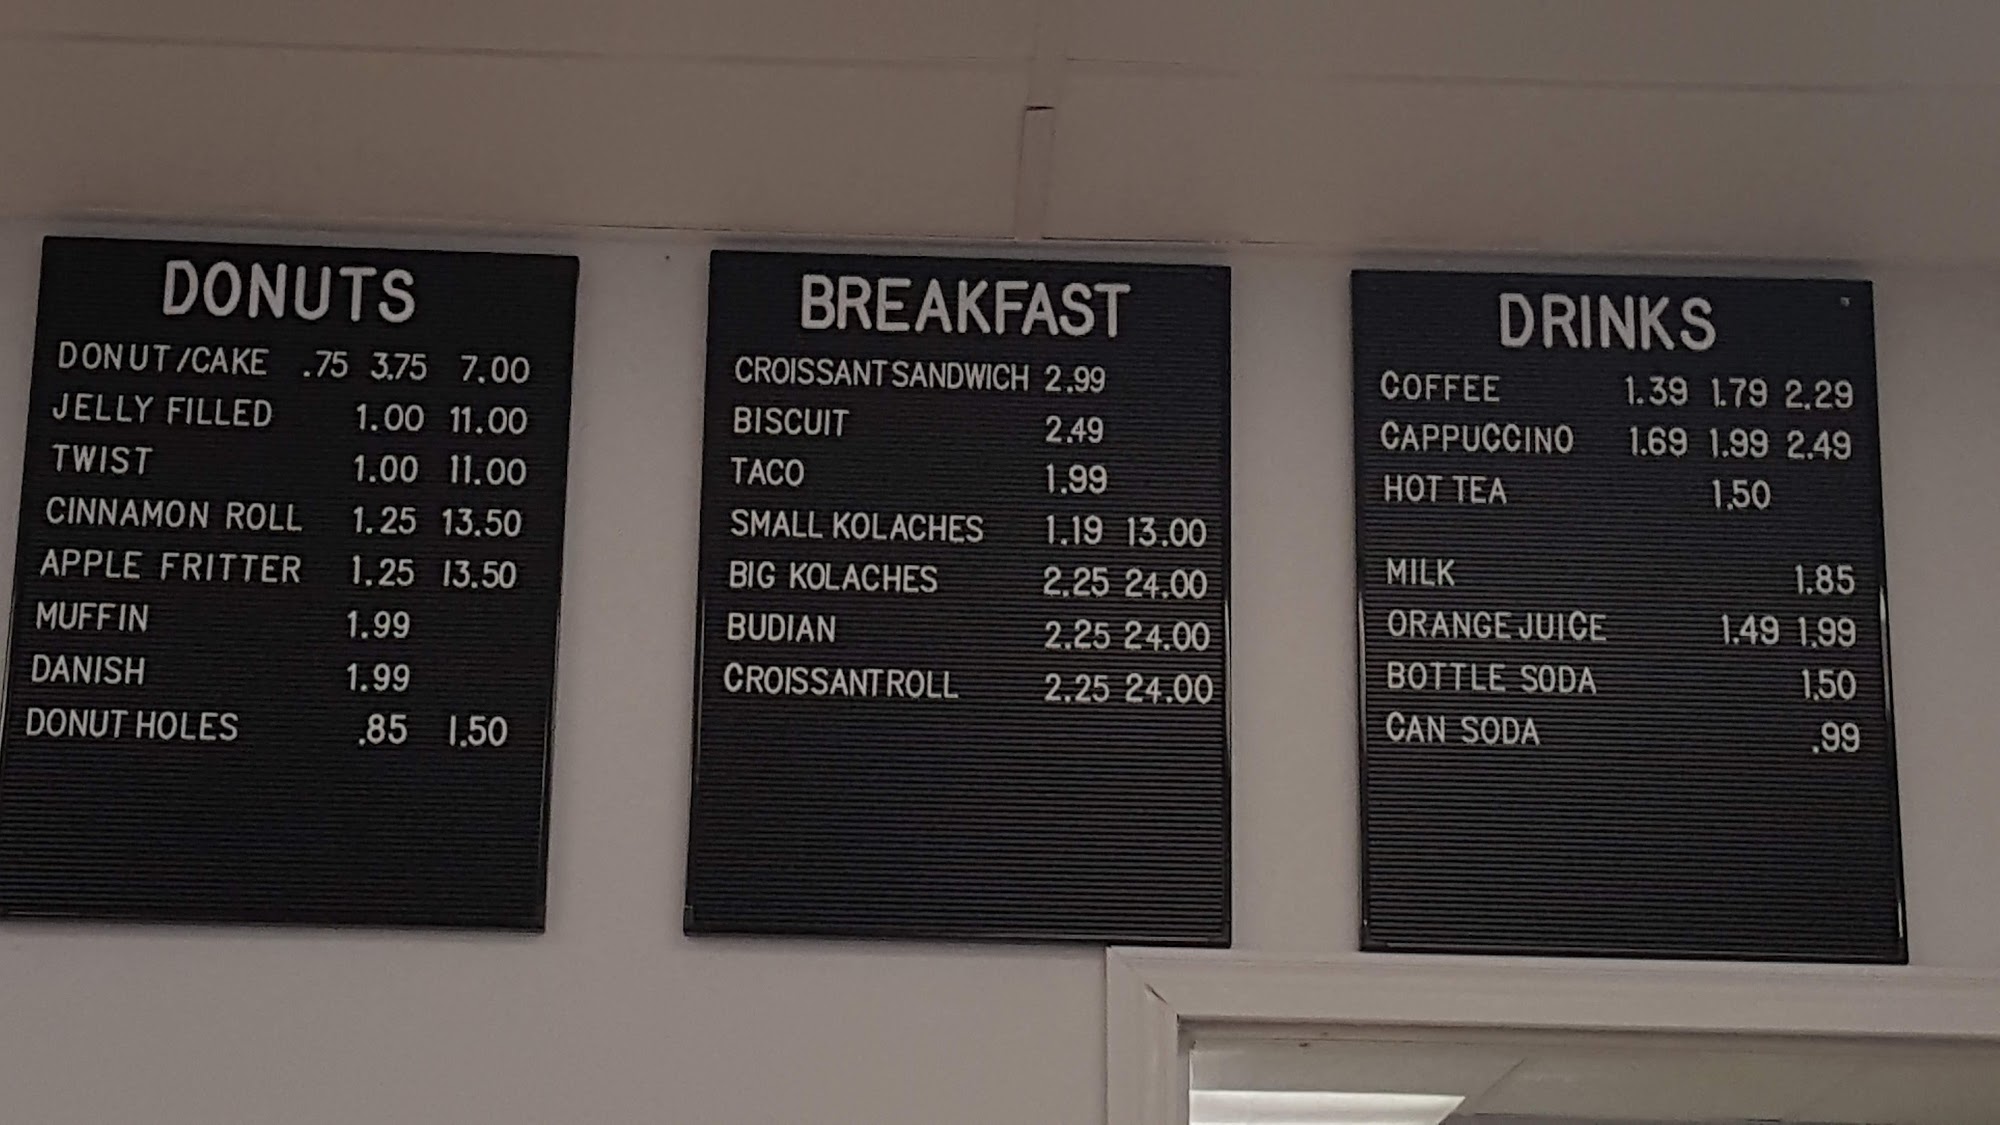 DONUTS
DONUT/CAKE .75 3.75 7.00
JELLY FILLED 1.00 11.00
TWIST 1.00 11.00
CINNAMON ROLL 1.25 13.50
APPLE FRITTER 1.25 13.50
MUFFIN 1.99
DANISH 1.99
DONUT HOLES .85 1.50
BREAKFAST
CROISSANT SANDWICH 2.99
BISCUIT 2.49
TACO 1.99
SMALL KOLACHES 1.19 13.00
BIG KOLACHES 2.25 24.00
BUDIAN 2.25 24.00
CROISSANT ROLL 2.25 24.00
DRINKS
COFFEE 1.39 1.79 2.29
CAPPUCCINO 1.69 1.99 2.49
HOT TEA 1.50
MILK 1.85
ORANGE JUICE 1.49 1.99
BOTTLE SODA 1.50
CAN SODA .99